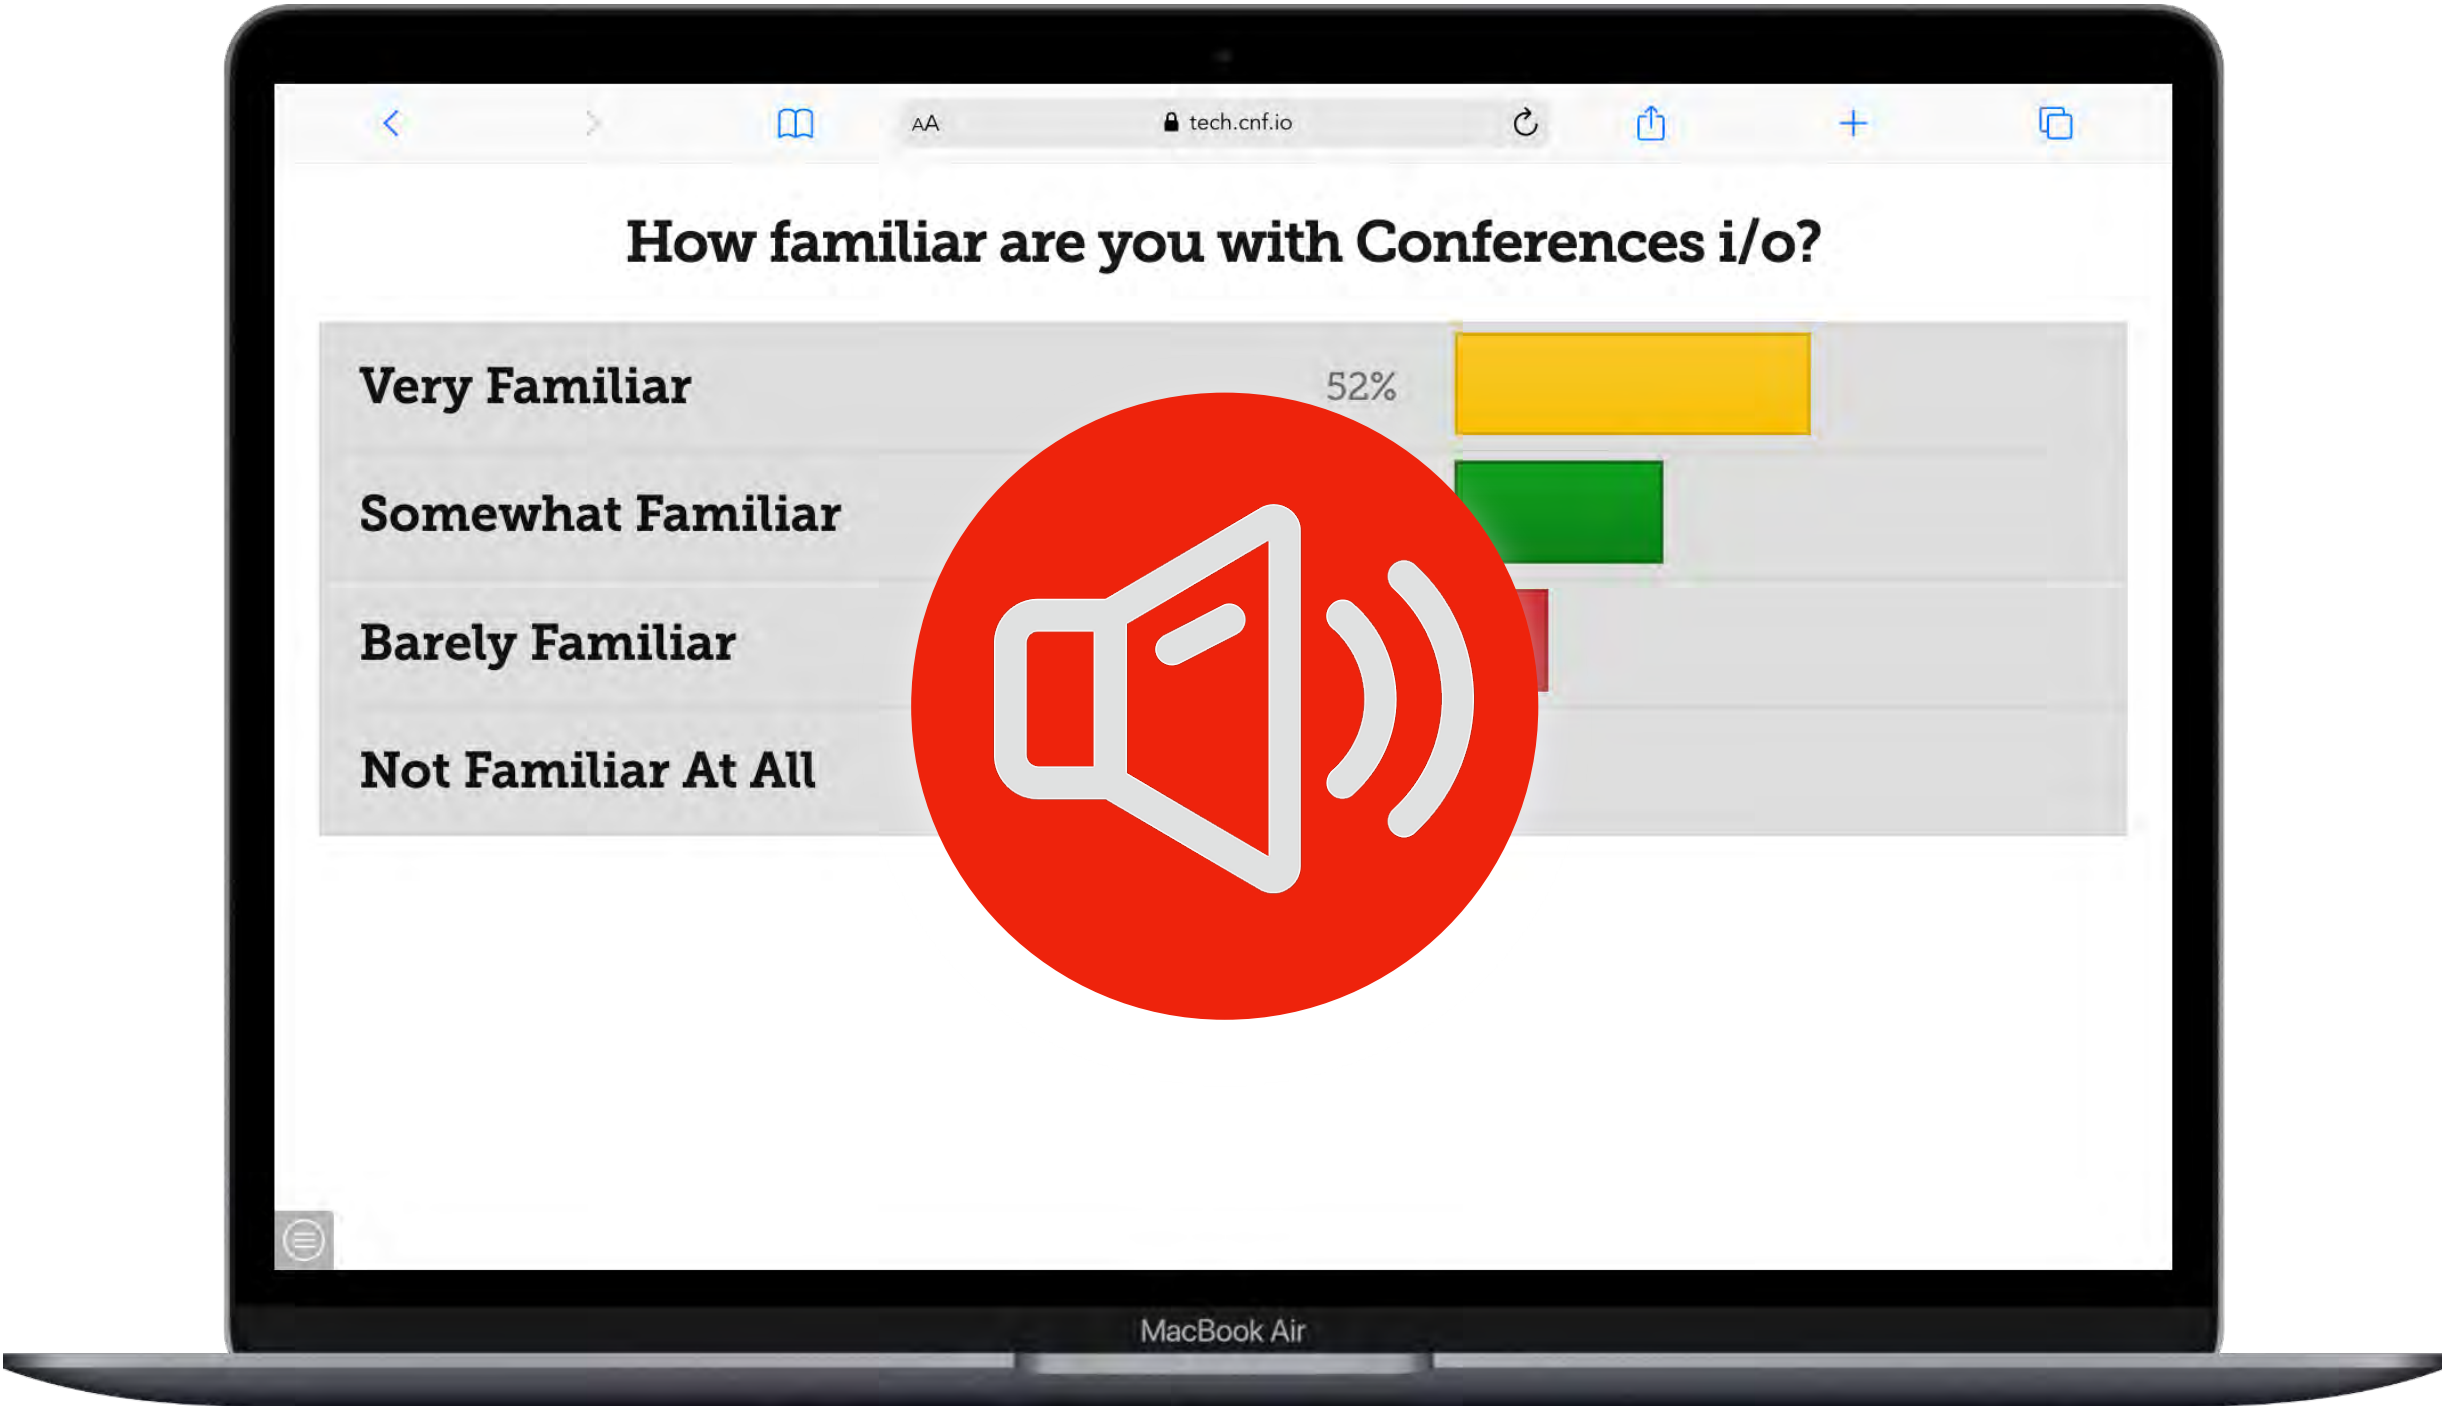 AA tech.cnf.io
How familiar are you with Conferences i/o?
Very Familiar 52%
Somewhat Familiar
Barely Familiar
Not Familiar At All
MacBook Air